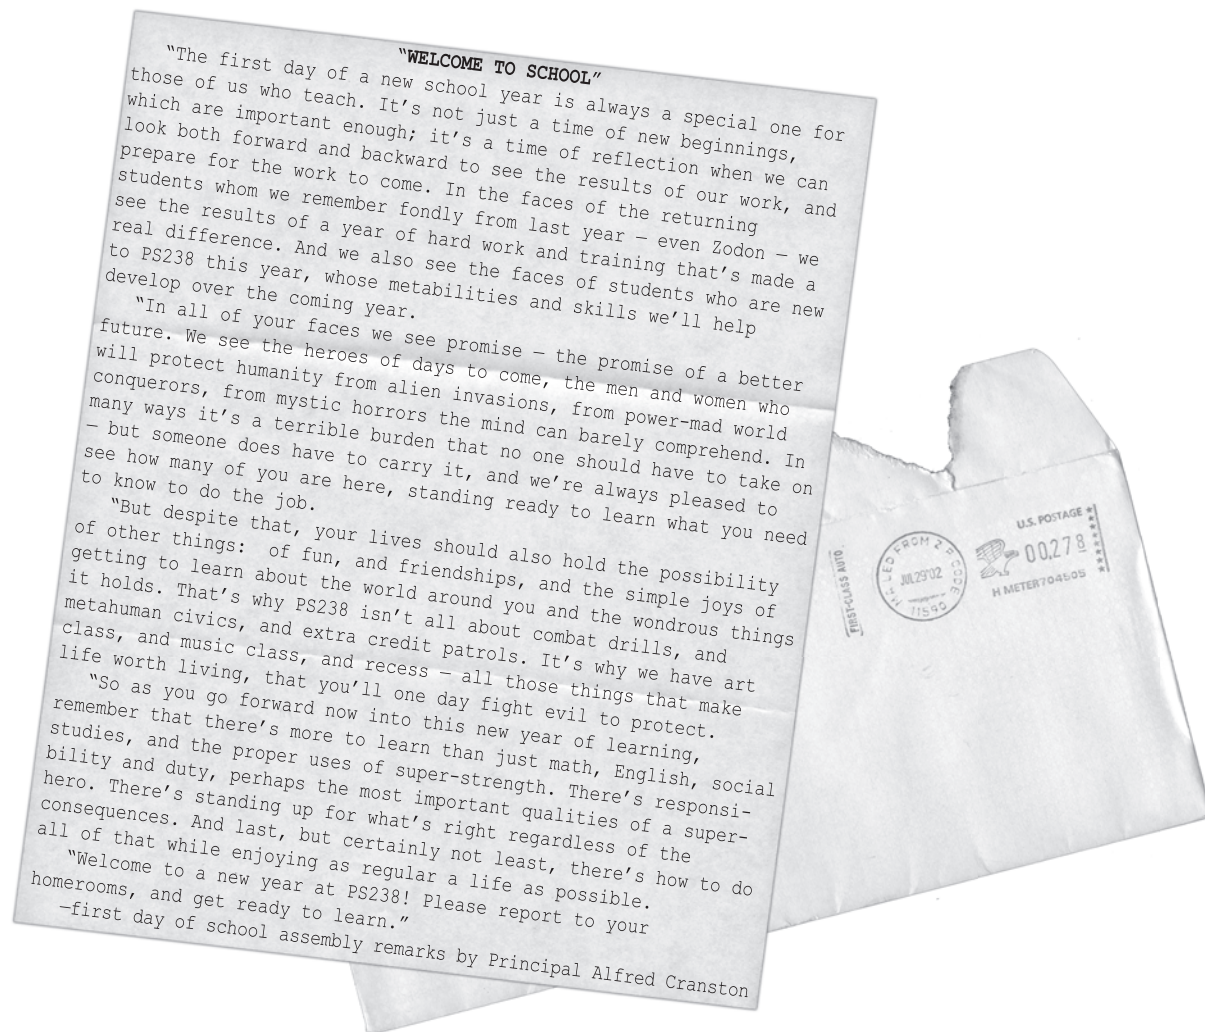 “WELCOME TO SCHOOL”
“The first day of a new school year is always a special one for
those of us who teach. It’s not just a time of new beginnings,
which are important enough; it’s a time of reflection when we can
look both forward and backward to see the results of our work, and
prepare for the work to come. In the faces of the returning
students whom we remember fondly from last year — even Zodon — we
see the results of a year of hard work and training that’s made a
real difference. And we also see the faces of students who are new
to PS238 this year, whose metabilities and skills we’ll help
develop over the coming year.
“In all of your faces we see promise — the promise of a better
future. We see the heroes of days to come, the men and women who
will protect humanity from alien invasions, from power-mad world
conquerors, from mystic horrors the mind can barely comprehend. In
many ways it’s a terrible burden that no one should have to take on
— but someone does have to carry it, and we’re always pleased to
see how many of you are here, standing ready to learn what you need
to know to do the job.
“But despite that, your lives should also hold the possibility
of other things:  of fun, and friendships, and the simple joys of
getting to learn about the world around you and the wondrous things
it holds. That’s why PS238 isn’t all about combat drills, and
metahuman civics, and extra credit patrols. It’s why we have art
class, and music class, and recess — all those things that make
life worth living, that you’ll one day fight evil to protect.
“So as you go forward now into this new year of learning,
remember that there’s more to learn than just math, English, social
studies, and the proper uses of super-strength. There’s responsi-
bility and duty, perhaps the most important qualities of a super-
hero. There’s standing up for what’s right regardless of the
consequences. And last, but certainly not least, there’s how to do
all of that while enjoying as regular a life as possible.
“Welcome to a new year at PS238! Please report to your
homerooms, and get ready to learn.”
—first day of school assembly remarks by Principal Alfred Cranston
FIRST-CLASS AUTO
MAILED FROM ZIP CODE
JUL 29 '02
11590
U.S. POSTAGE
00.278
H METER 704505